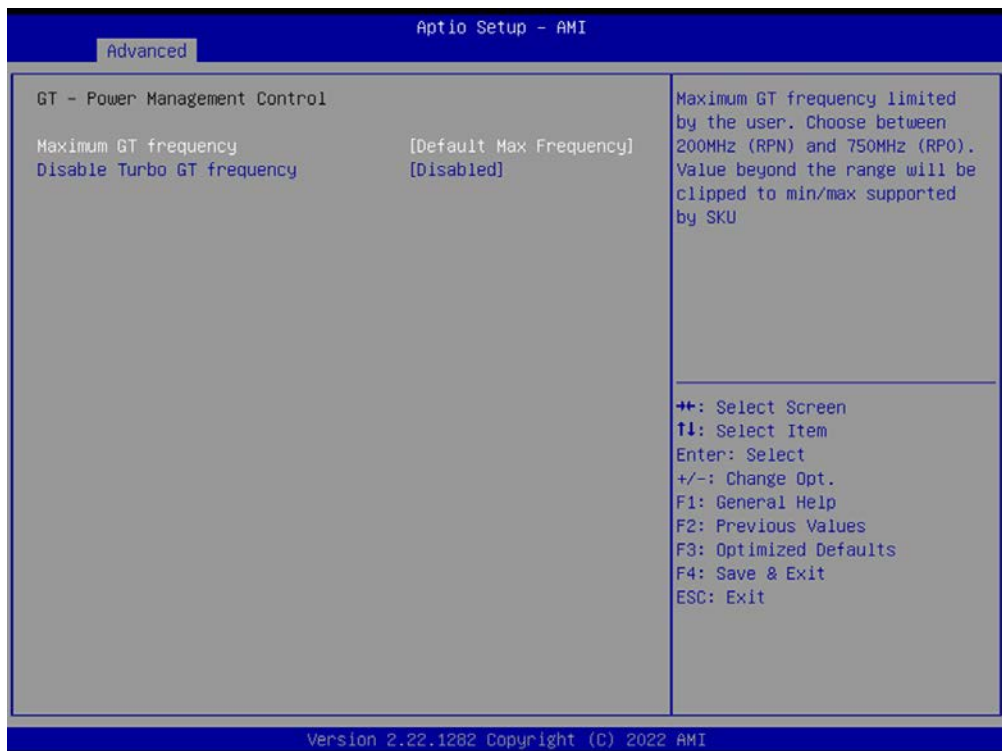 Aptio Setup – AMI
Advanced
GT – Power Management Control
Maximum GT frequency [Default Max Frequency]
Disable Turbo GT frequency [Disabled]
Maximum GT frequency limited
by the user. Choose between
200MHz (RPN) and 750MHz (RP0).
Value beyond the range will be
clipped to min/max supported
by SKU
→←: Select Screen
↑↓: Select Item
Enter: Select
+/-: Change Opt.
F1: General Help
F2: Previous Values
F3: Optimized Defaults
F4: Save & Exit
ESC: Exit
Version 2.22.1282 Copyright (C) 2022 AMI